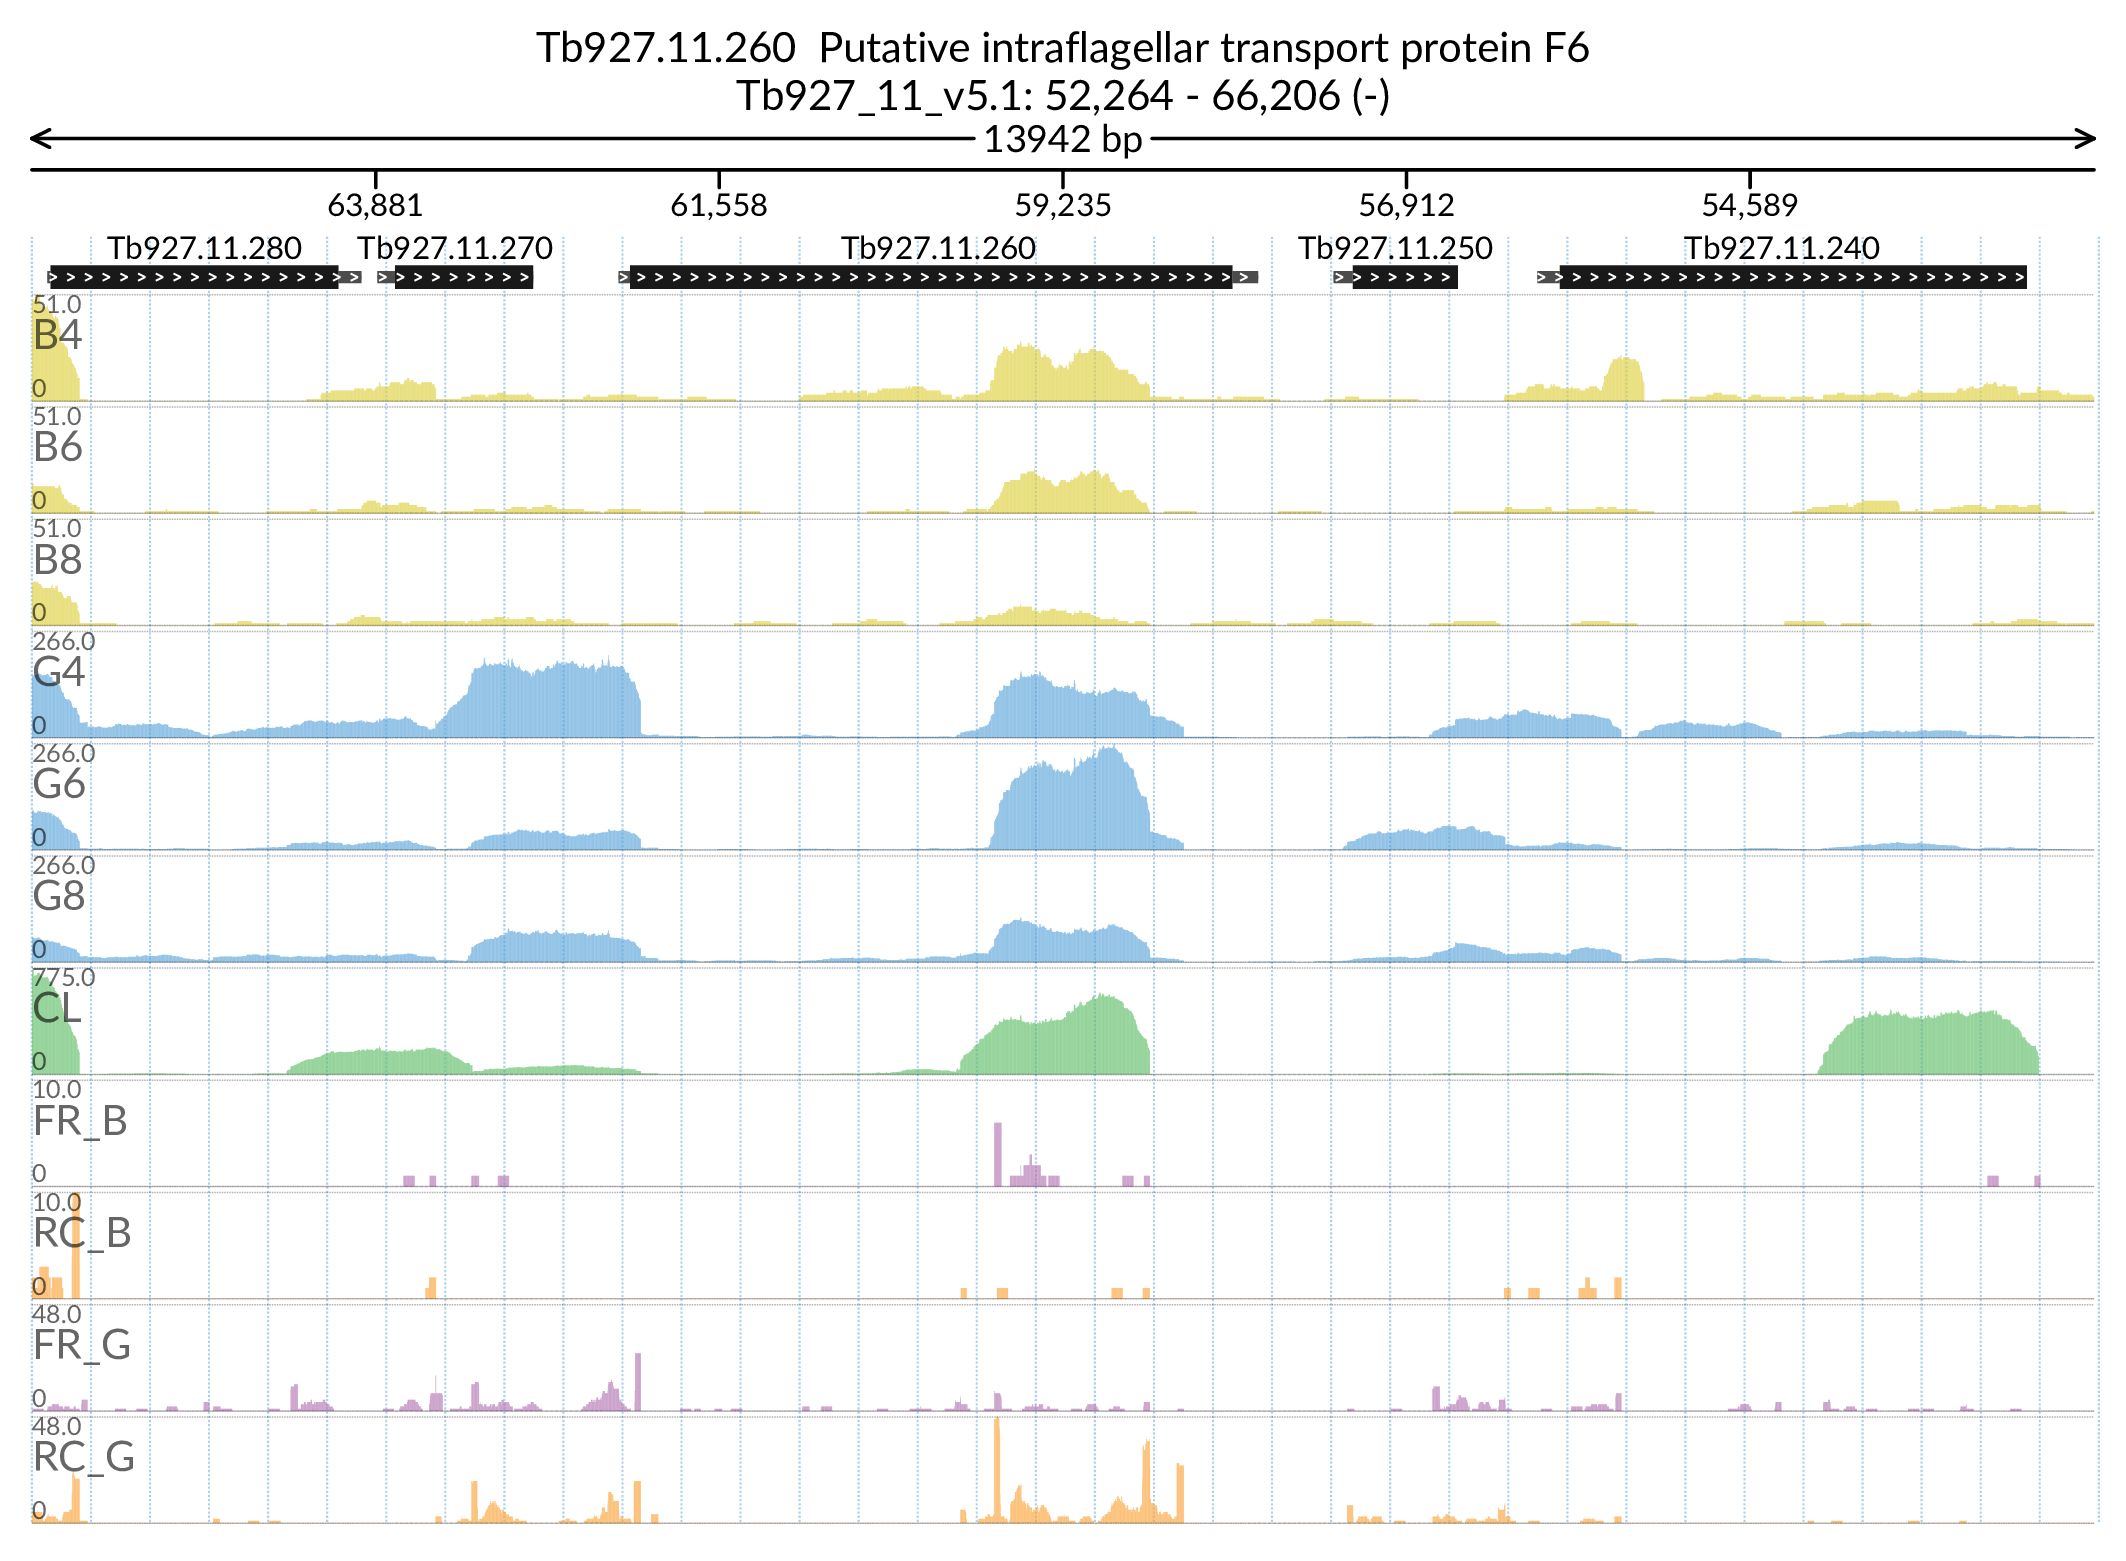 Tb927.11.260  Putative intraflagellar transport protein F6
Tb927_11_v5.1: 52,264 - 66,206 (-)
13942 bp
63,881 61,558 59,235 56,912 54,589
Tb927.11.280 Tb927.11.270 Tb927.11.260 Tb927.11.250 Tb927.11.240
51.0
B4
0
51.0
B6
0
51.0
B8
0
266.0
G4
0
266.0
G6
0
266.0
G8
0
775.0
CL
0
10.0
FR_B
0
10.0
RC_B
0
48.0
FR_G
0
48.0
RC_G
0